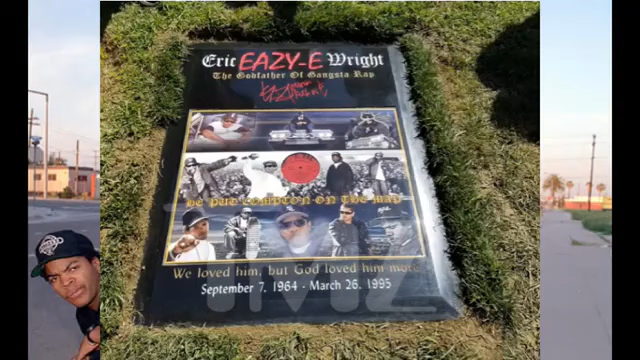 Eric EAZY-E Wright
The Godfather Of Gangsta Rap
HE PUT COMPTON ON THE MAP
We loved him, but God loved him more
September 7, 1964 - March 26, 1995
TMZ